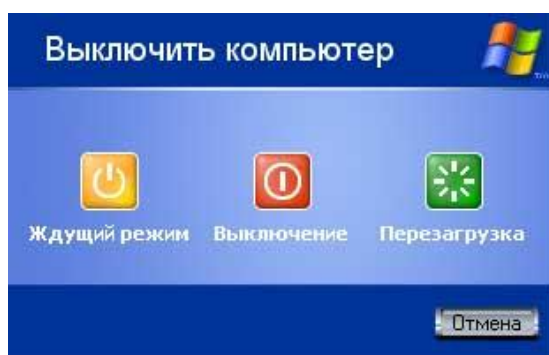 Выключить компьютер
Ждущий режим Выключение Перезагрузка
Отмена